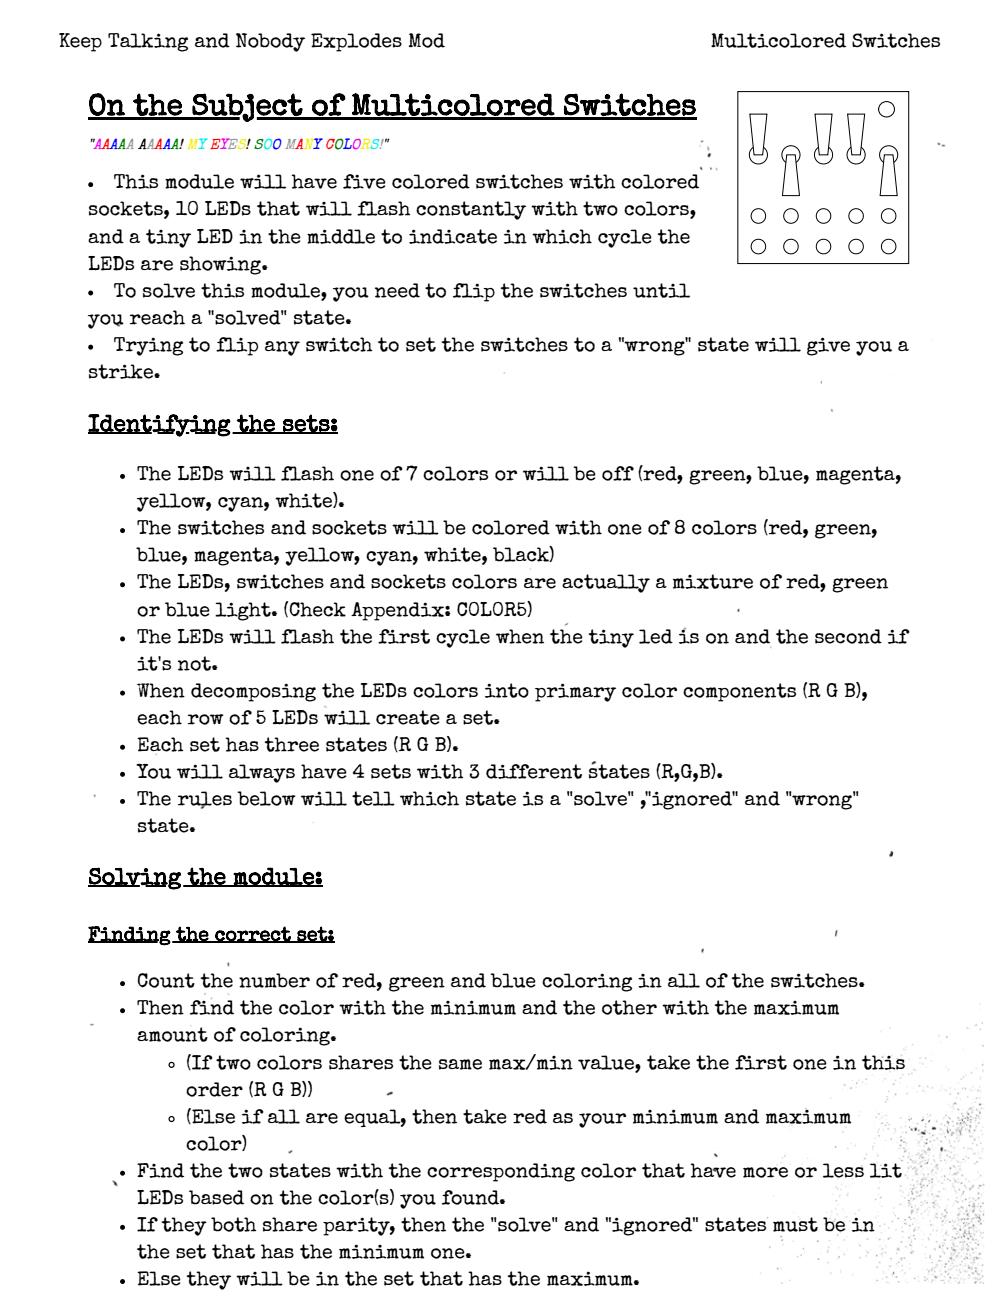 Keep Talking and Nobody Explodes Mod
Multicolored Switches
On the Subject of Multicolored Switches
"AAAAA AAAAA! MY EYES! SOO MANY COLORS!"
• This module will have five colored switches with colored
sockets, 10 LEDs that will flash constantly with two colors,
and a tiny LED in the middle to indicate in which cycle the
LEDs are showing.
• To solve this module, you need to flip the switches until
you reach a "solved" state.
• Trying to flip any switch to set the switches to a "wrong" state will give you a
strike.
Identifying the sets:
• The LEDs will flash one of 7 colors or will be off (red, green, blue, magenta,
yellow, cyan, white).
• The switches and sockets will be colored with one of 8 colors (red, green,
blue, magenta, yellow, cyan, white, black)
• The LEDs, switches and sockets colors are actually a mixture of red, green
or blue light. (Check Appendix: C0L0R5)
• The LEDs will flash the first cycle when the tiny led is on and the second if
it's not.
• When decomposing the LEDs colors into primary color components (R G B),
each row of 5 LEDs will create a set.
• Each set has three states (R G B).
• You will always have 4 sets with 3 different states (R,G,B).
• The rules below will tell which state is a "solve" ,"ignored" and "wrong"
state.
Solving the module:
Finding the correct set:
• Count the number of red, green and blue coloring in all of the switches.
• Then find the color with the minimum and the other with the maximum
amount of coloring.
◦ (If two colors shares the same max/min value, take the first one in this
order (R G B))
◦ (Else if all are equal, then take red as your minimum and maximum
color)
• Find the two states with the corresponding color that have more or less lit
LEDs based on the color(s) you found.
• If they both share parity, then the "solve" and "ignored" states must be in
the set that has the minimum one.
• Else they will be in the set that has the maximum.